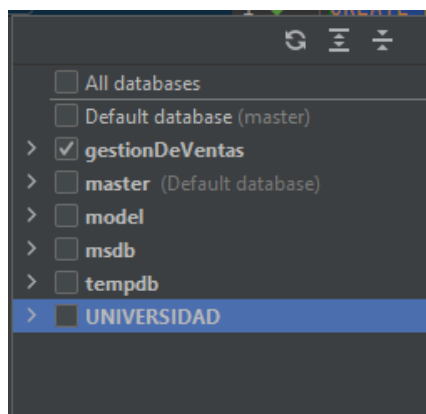 All databases
Default database (master)
gestionDeVentas
master (Default database)
model
msdb
tempdb
UNIVERSIDAD